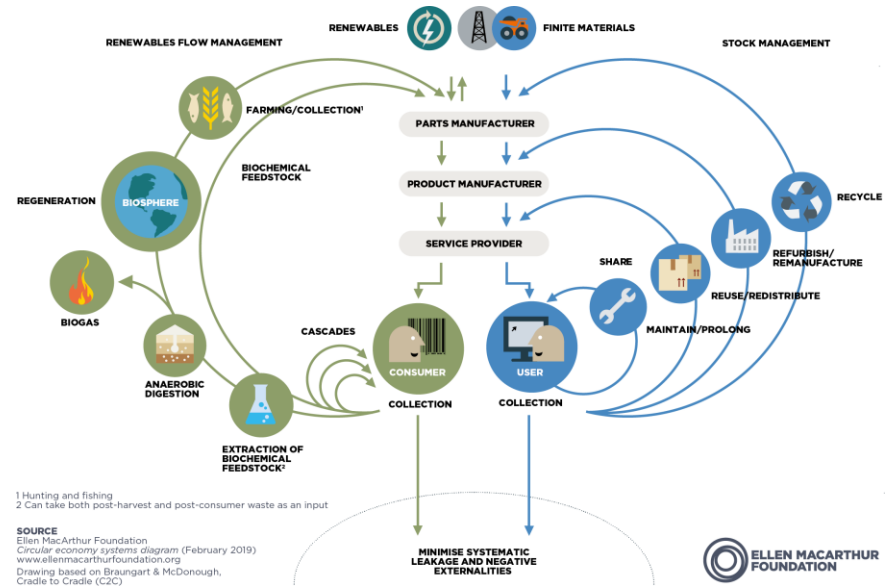 RENEWABLES
FINITE MATERIALS
RENEWABLES FLOW MANAGEMENT
STOCK MANAGEMENT
PARTS MANUFACTURER
PRODUCT MANUFACTURER
SERVICE PROVIDER
FARMING/COLLECTION¹
BIOCHEMICAL
FEEDSTOCK
REGENERATION
BIOSPHERE
BIOGAS
ANAEROBIC
DIGESTION
EXTRACTION OF
BIOCHEMICAL
FEEDSTOCK²
CASCADES
CONSUMER
COLLECTION
USER
COLLECTION
SHARE
MAINTAIN/PROLONG
REUSE/REDISTRIBUTE
REFURBISH/
REMANUFACTURE
RECYCLE
MINIMISE SYSTEMATIC
LEAKAGE AND NEGATIVE
EXTERNALITIES
1 Hunting and fishing
2 Can take both post-harvest and post-consumer waste as an input
SOURCE
Ellen MacArthur Foundation
Circular economy systems diagram (February 2019)
www.ellenmacarthurfoundation.org
Drawing based on Braungart & McDonough,
Cradle to Cradle (C2C)
ELLEN MACARTHUR
FOUNDATION